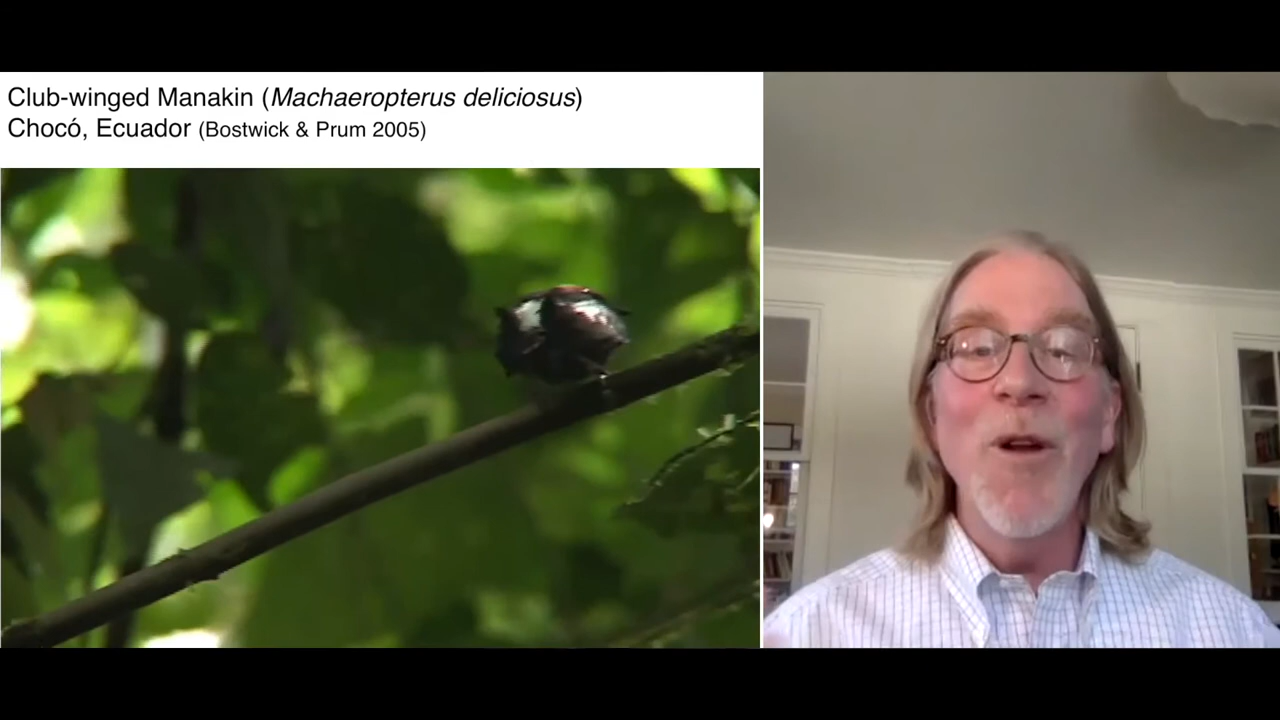 Club-winged Manakin (Machaeropterus deliciosus)
Chocó, Ecuador (Bostwick & Prum 2005)